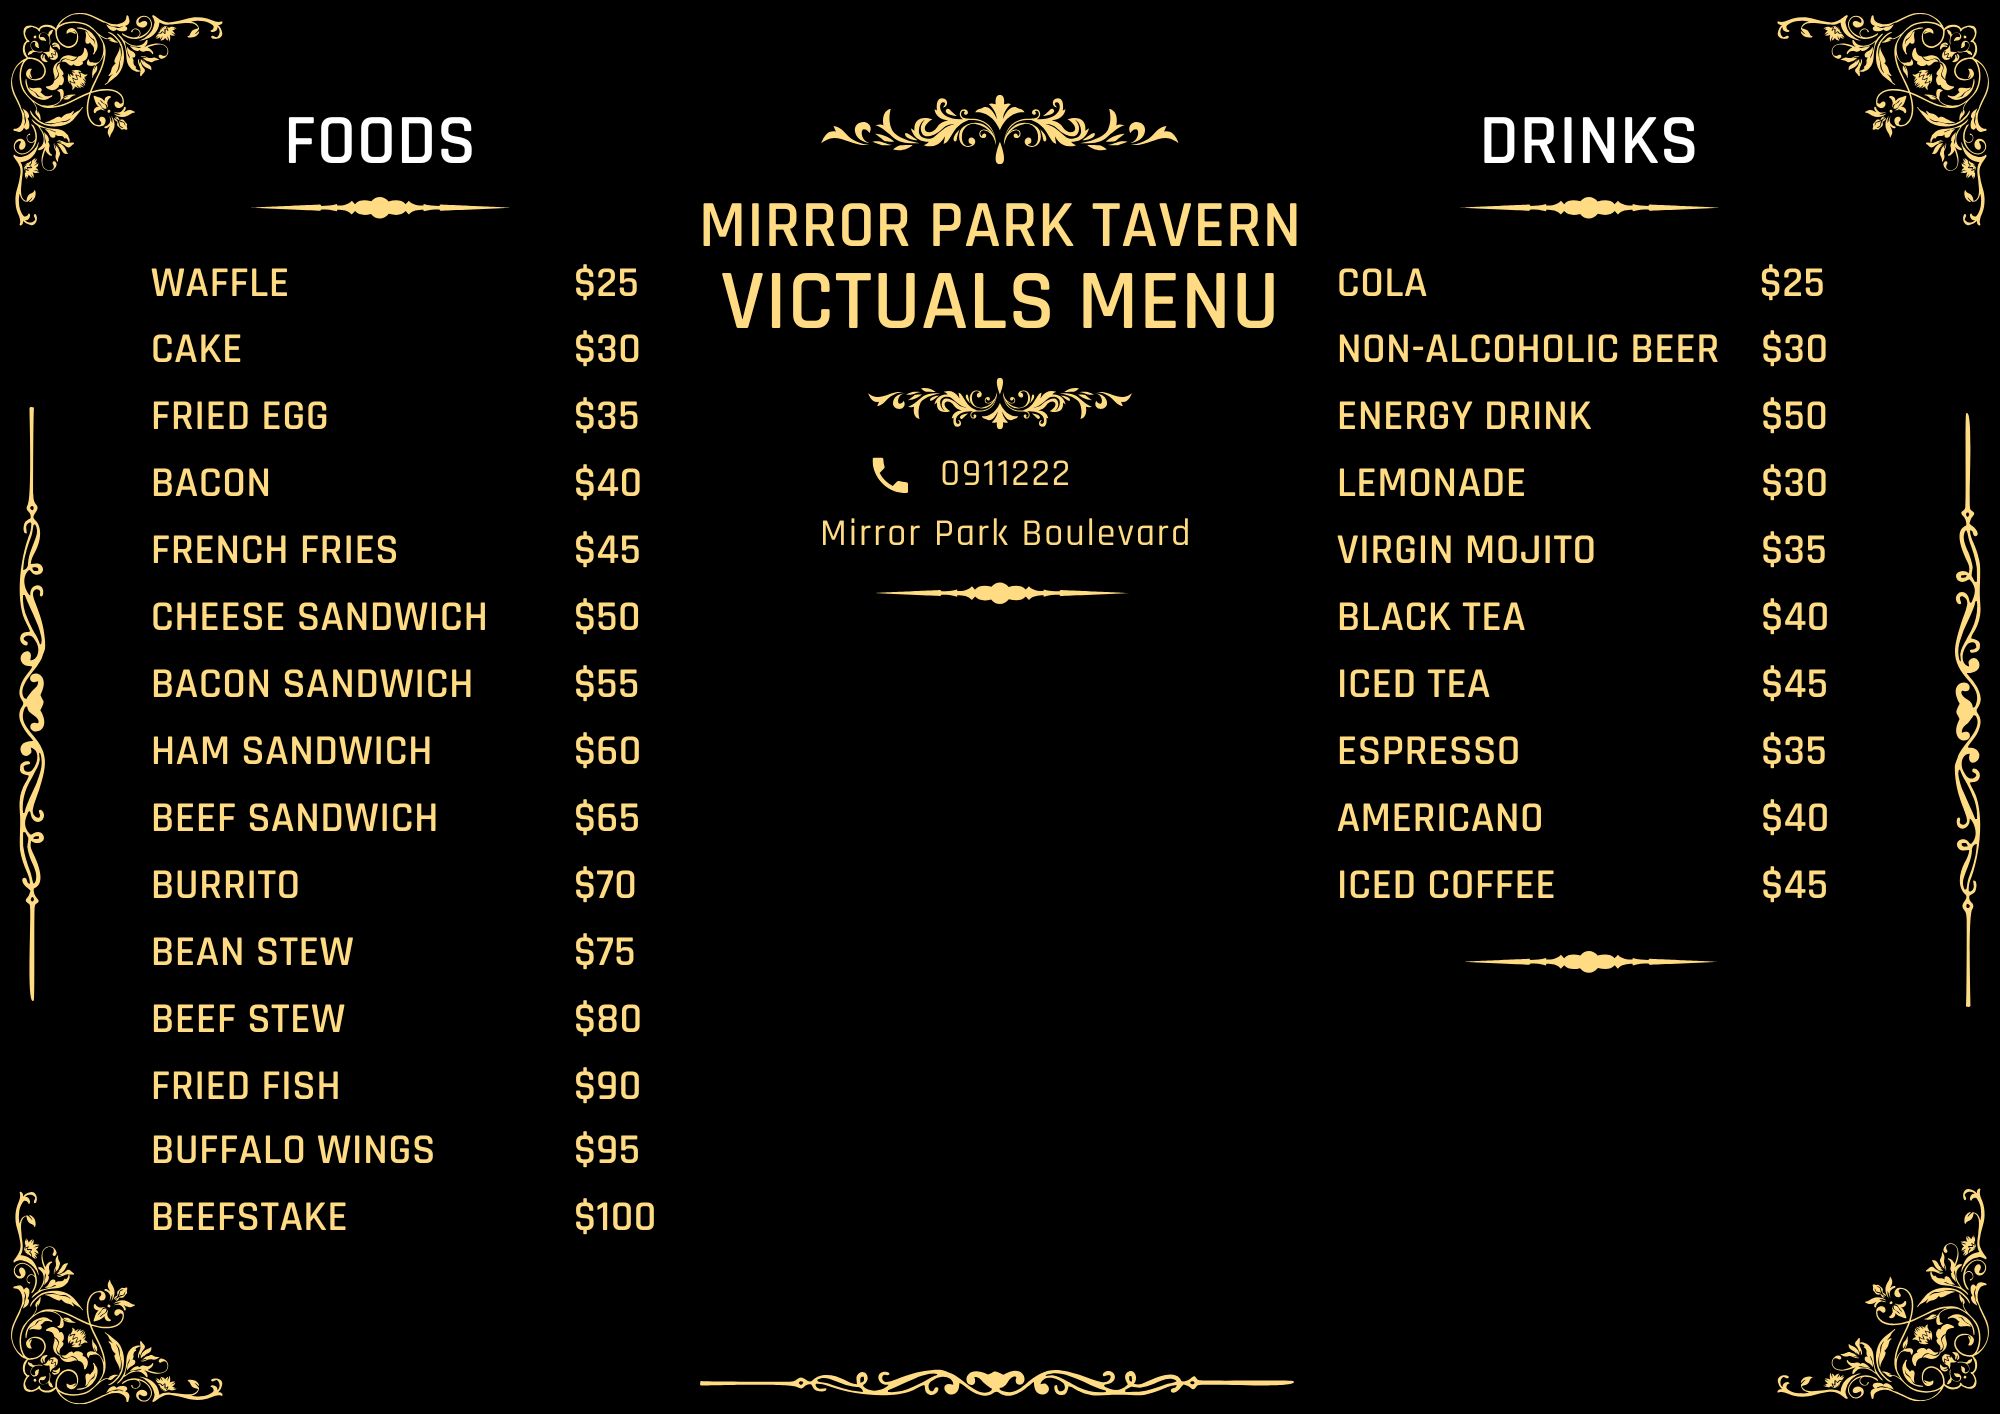 FOODS
WAFFLE $25
CAKE $30
FRIED EGG $35
BACON $40
FRENCH FRIES $45
CHEESE SANDWICH $50
BACON SANDWICH $55
HAM SANDWICH $60
BEEF SANDWICH $65
BURRITO $70
BEAN STEW $75
BEEF STEW $80
FRIED FISH $90
BUFFALO WINGS $95
BEEFSTAKE $100
MIRROR PARK TAVERN
VICTUALS MENU
0911222
Mirror Park Boulevard
DRINKS
COLA $25
NON-ALCOHOLIC BEER $30
ENERGY DRINK $50
LEMONADE $30
VIRGIN MOJITO $35
BLACK TEA $40
ICED TEA $45
ESPRESSO $35
AMERICANO $40
ICED COFFEE $45